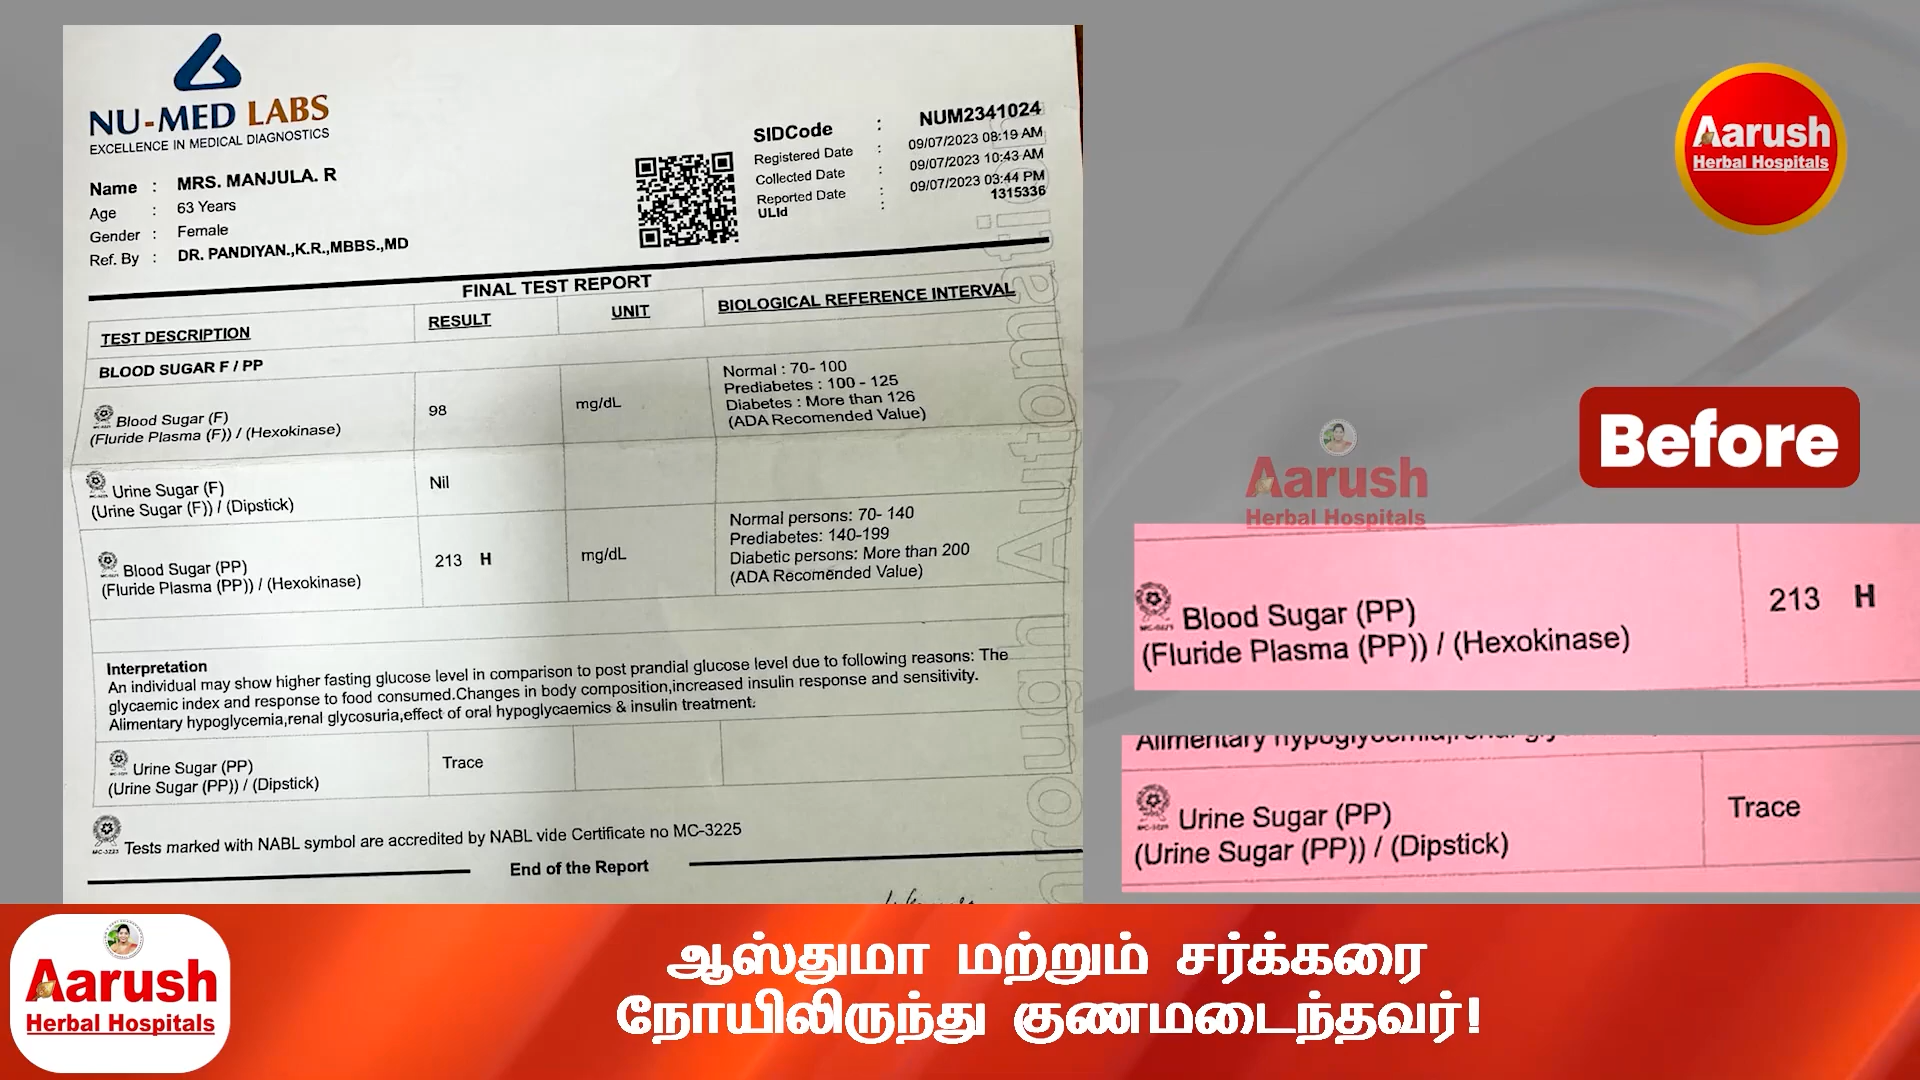 NU-MED LABS
EXCELLENCE IN MEDICAL DIAGNOSTICS
Name : MRS. MANJULA. R
Age : 63 Years
Gender : Female
Ref. By : DR. PANDIYAN.,K.R.,MBBS.,MD
SIDCode : NUM2341024
Registered Date : 09/07/2023 08:19 AM
Collected Date : 09/07/2023 10:43 AM
Reported Date : 09/07/2023 03:44 PM
ULId : 1315336
FINAL TEST REPORT
TEST DESCRIPTION RESULT UNIT BIOLOGICAL REFERENCE INTERVAL
BLOOD SUGAR F / PP
Blood Sugar (F)
(Fluride Plasma (F)) / (Hexokinase)
98 mg/dL
Normal : 70- 100
Prediabetes : 100 - 125
Diabetes : More than 126
(ADA Recomended Value)
Urine Sugar (F)
(Urine Sugar (F)) / (Dipstick)
Nil
Blood Sugar (PP)
(Fluride Plasma (PP)) / (Hexokinase)
213 H mg/dL
Normal persons: 70- 140
Prediabetes: 140-199
Diabetic persons: More than 200
(ADA Recomended Value)
Interpretation
An individual may show higher fasting glucose level in comparison to post prandial glucose level due to following reasons: The
glycaemic index and response to food consumed.Changes in body composition,increased insulin response and sensitivity.
Alimentary hypoglycemia,renal glycosuria,effect of oral hypoglycaemics & insulin treatment.
Urine Sugar (PP)
(Urine Sugar (PP)) / (Dipstick)
Trace
MC-3225 Tests marked with NABL symbol are accredited by NABL vide Certificate no MC-3225
End of the Report
hrough Automation
Aarush
Herbal Hospitals
Before
Aarush
Herbal Hospitals
Blood Sugar (PP)
(Fluride Plasma (PP)) / (Hexokinase)
213 H
Alimentary hypoglycemia,renal
Urine Sugar (PP)
(Urine Sugar (PP)) / (Dipstick)
Trace
Aarush
Herbal Hospitals
ஆஸ்துமா மற்றும் சர்க்கரை
நோயிலிருந்து குணமடைந்தவர்!